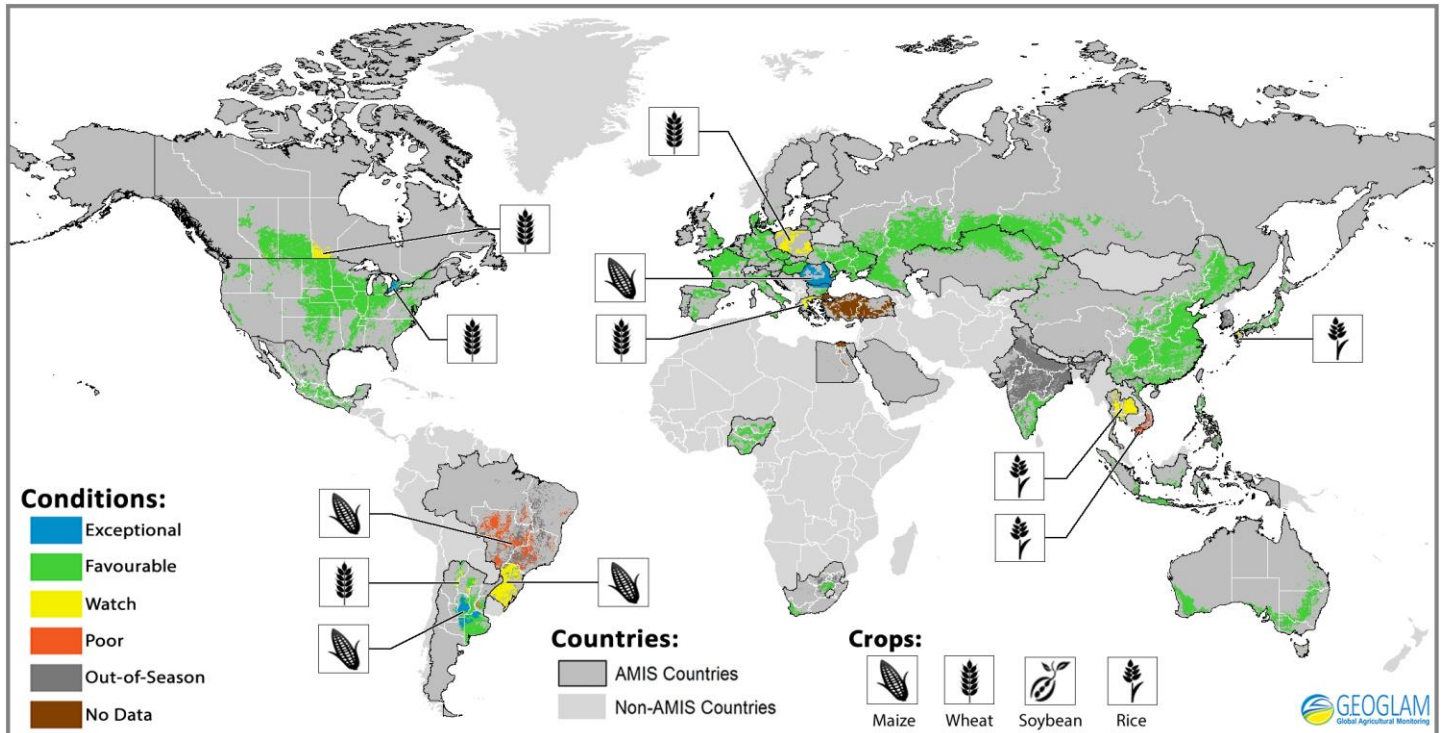 Conditions:
Exceptional
Favourable
Watch
Poor
Out-of-Season
No Data
Countries:
AMIS Countries
Non-AMIS Countries
Crops:
Maize
Wheat
Soybean
Rice
GEOGLAM
Global Agricultural Monitoring